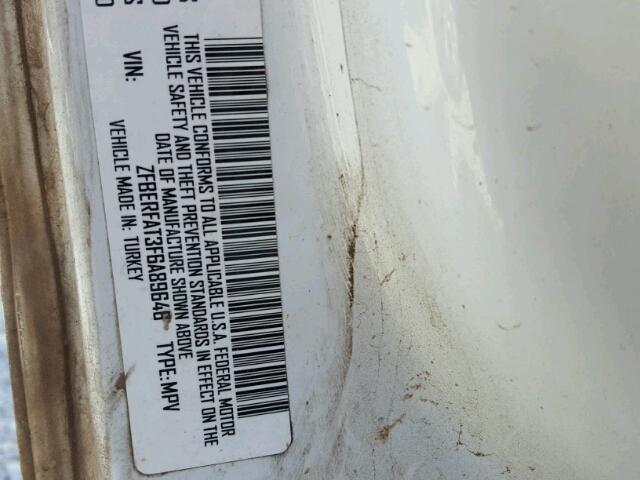 THIS VEHICLE CONFORMS TO ALL APPLICABLE U.S.A. FEDERAL MOTOR
VEHICLE SAFETY AND THEFT PREVENTION STANDARDS IN EFFECT ON THE
DATE OF MANUFACTURE SHOWN ABOVE
VIN: ZFBERFAT3F6A89646 TYPE: MPV
VEHICLE MADE IN: TURKEY